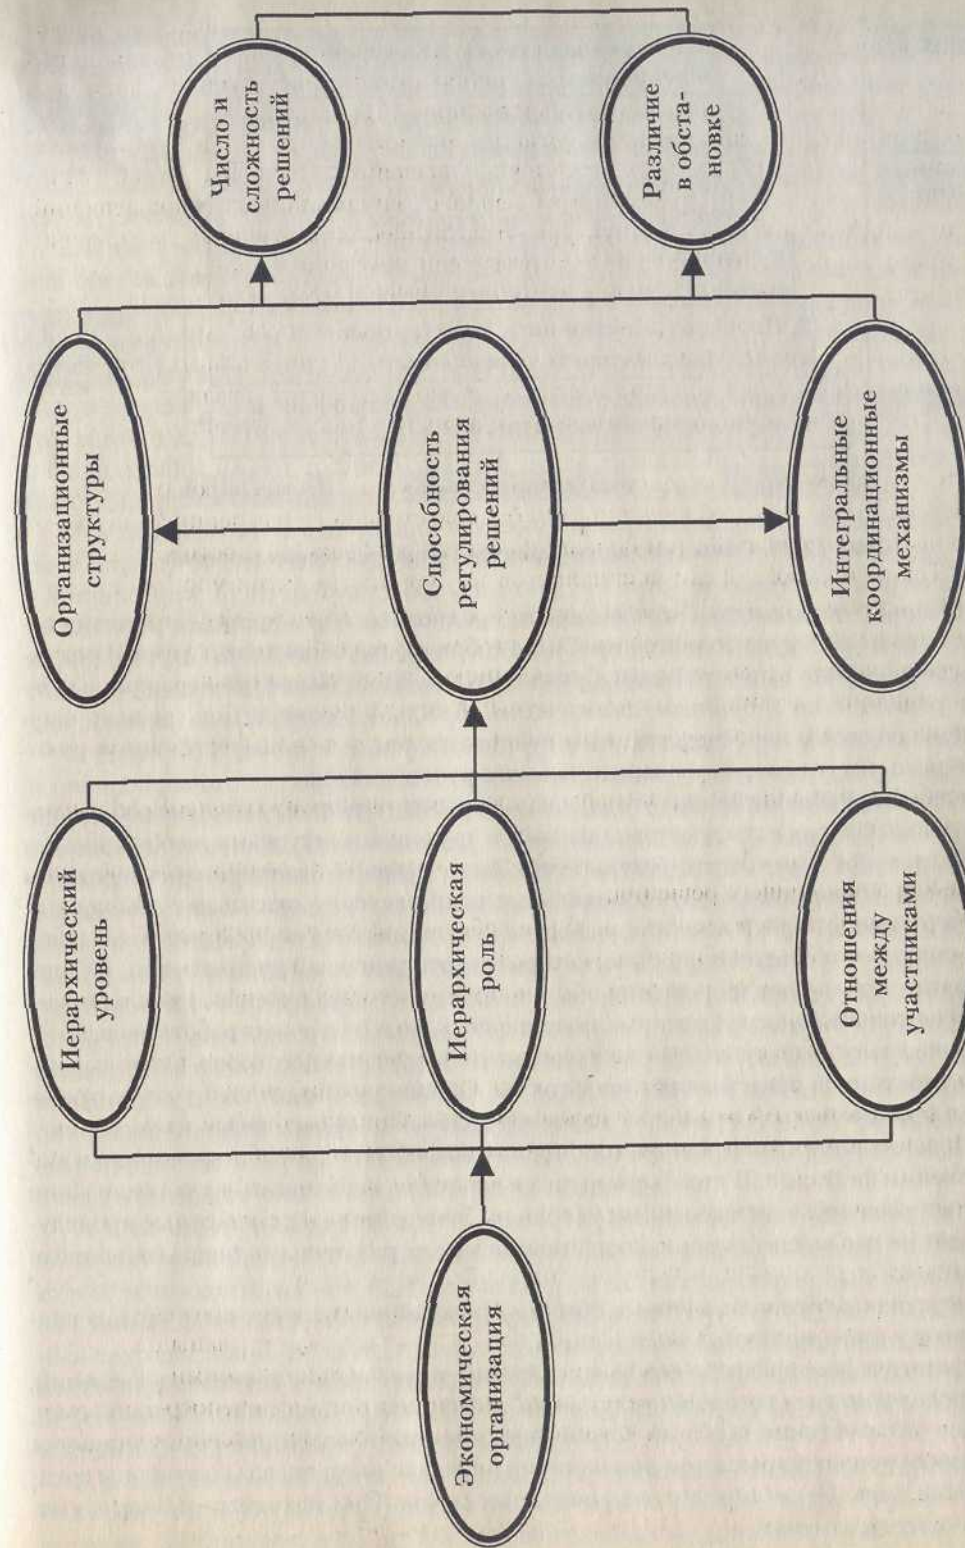 Экономическая
организация
Иерархический
уровень
Иерархическая
роль
Отношения
между
участниками
Организационные
структуры
Способность
регулирования
решений
Интегральные
координационные
механизмы
Число и
сложность
решений
Различие
в обста-
новке